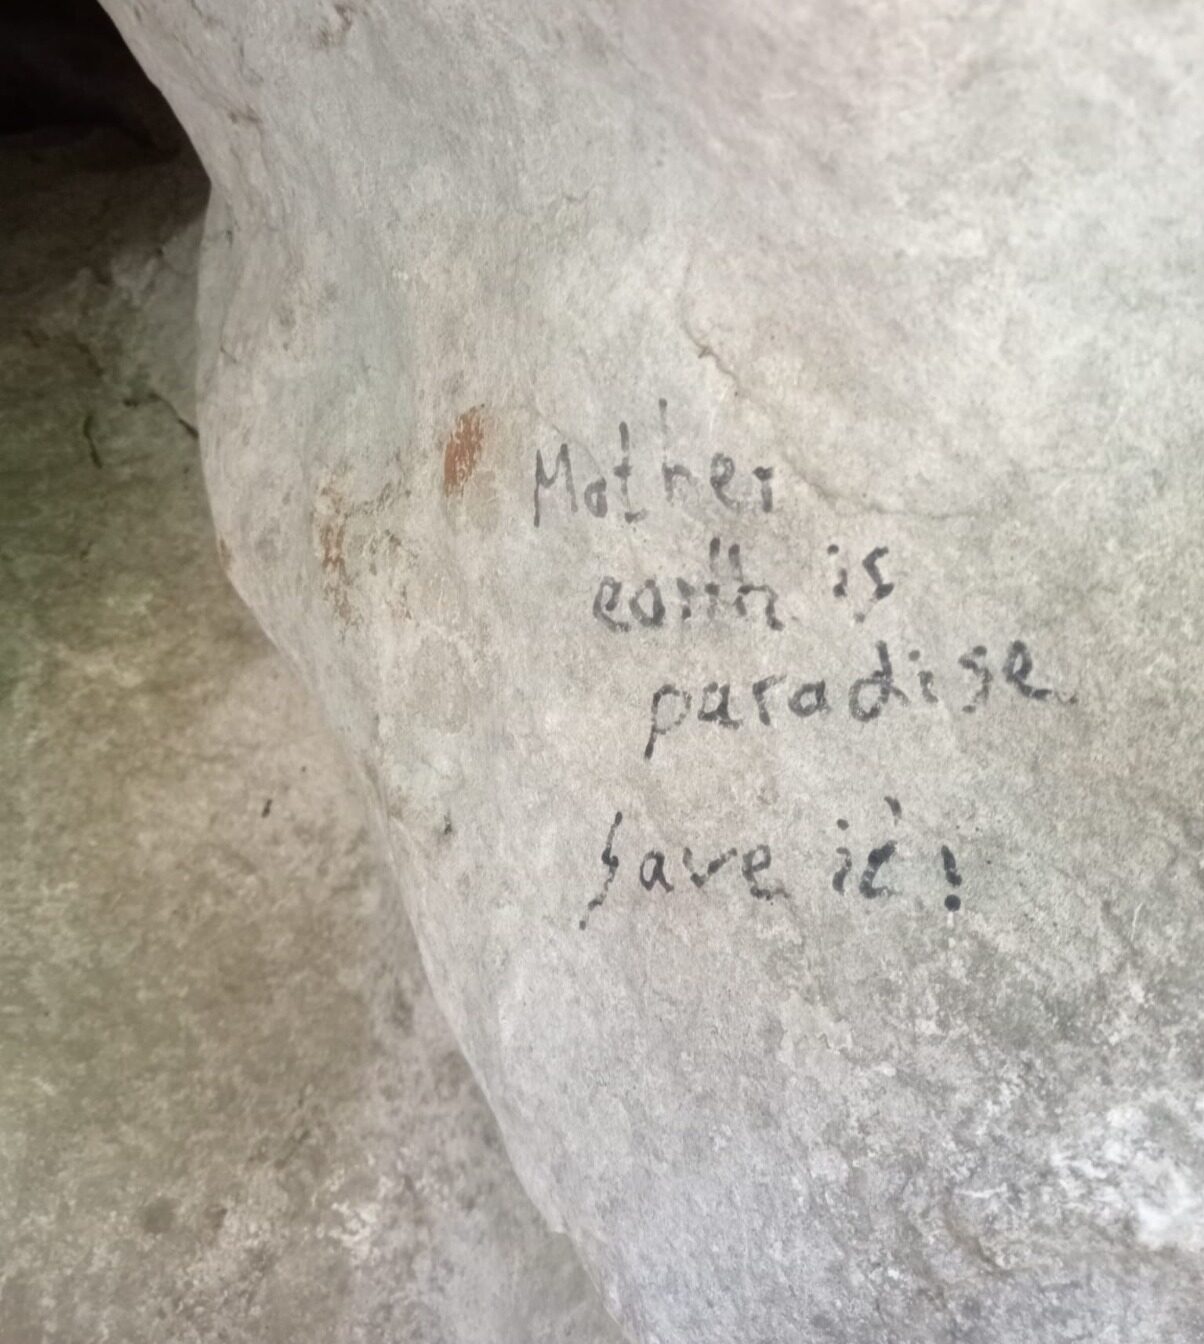 Mother
earth is
paradise
Save it!